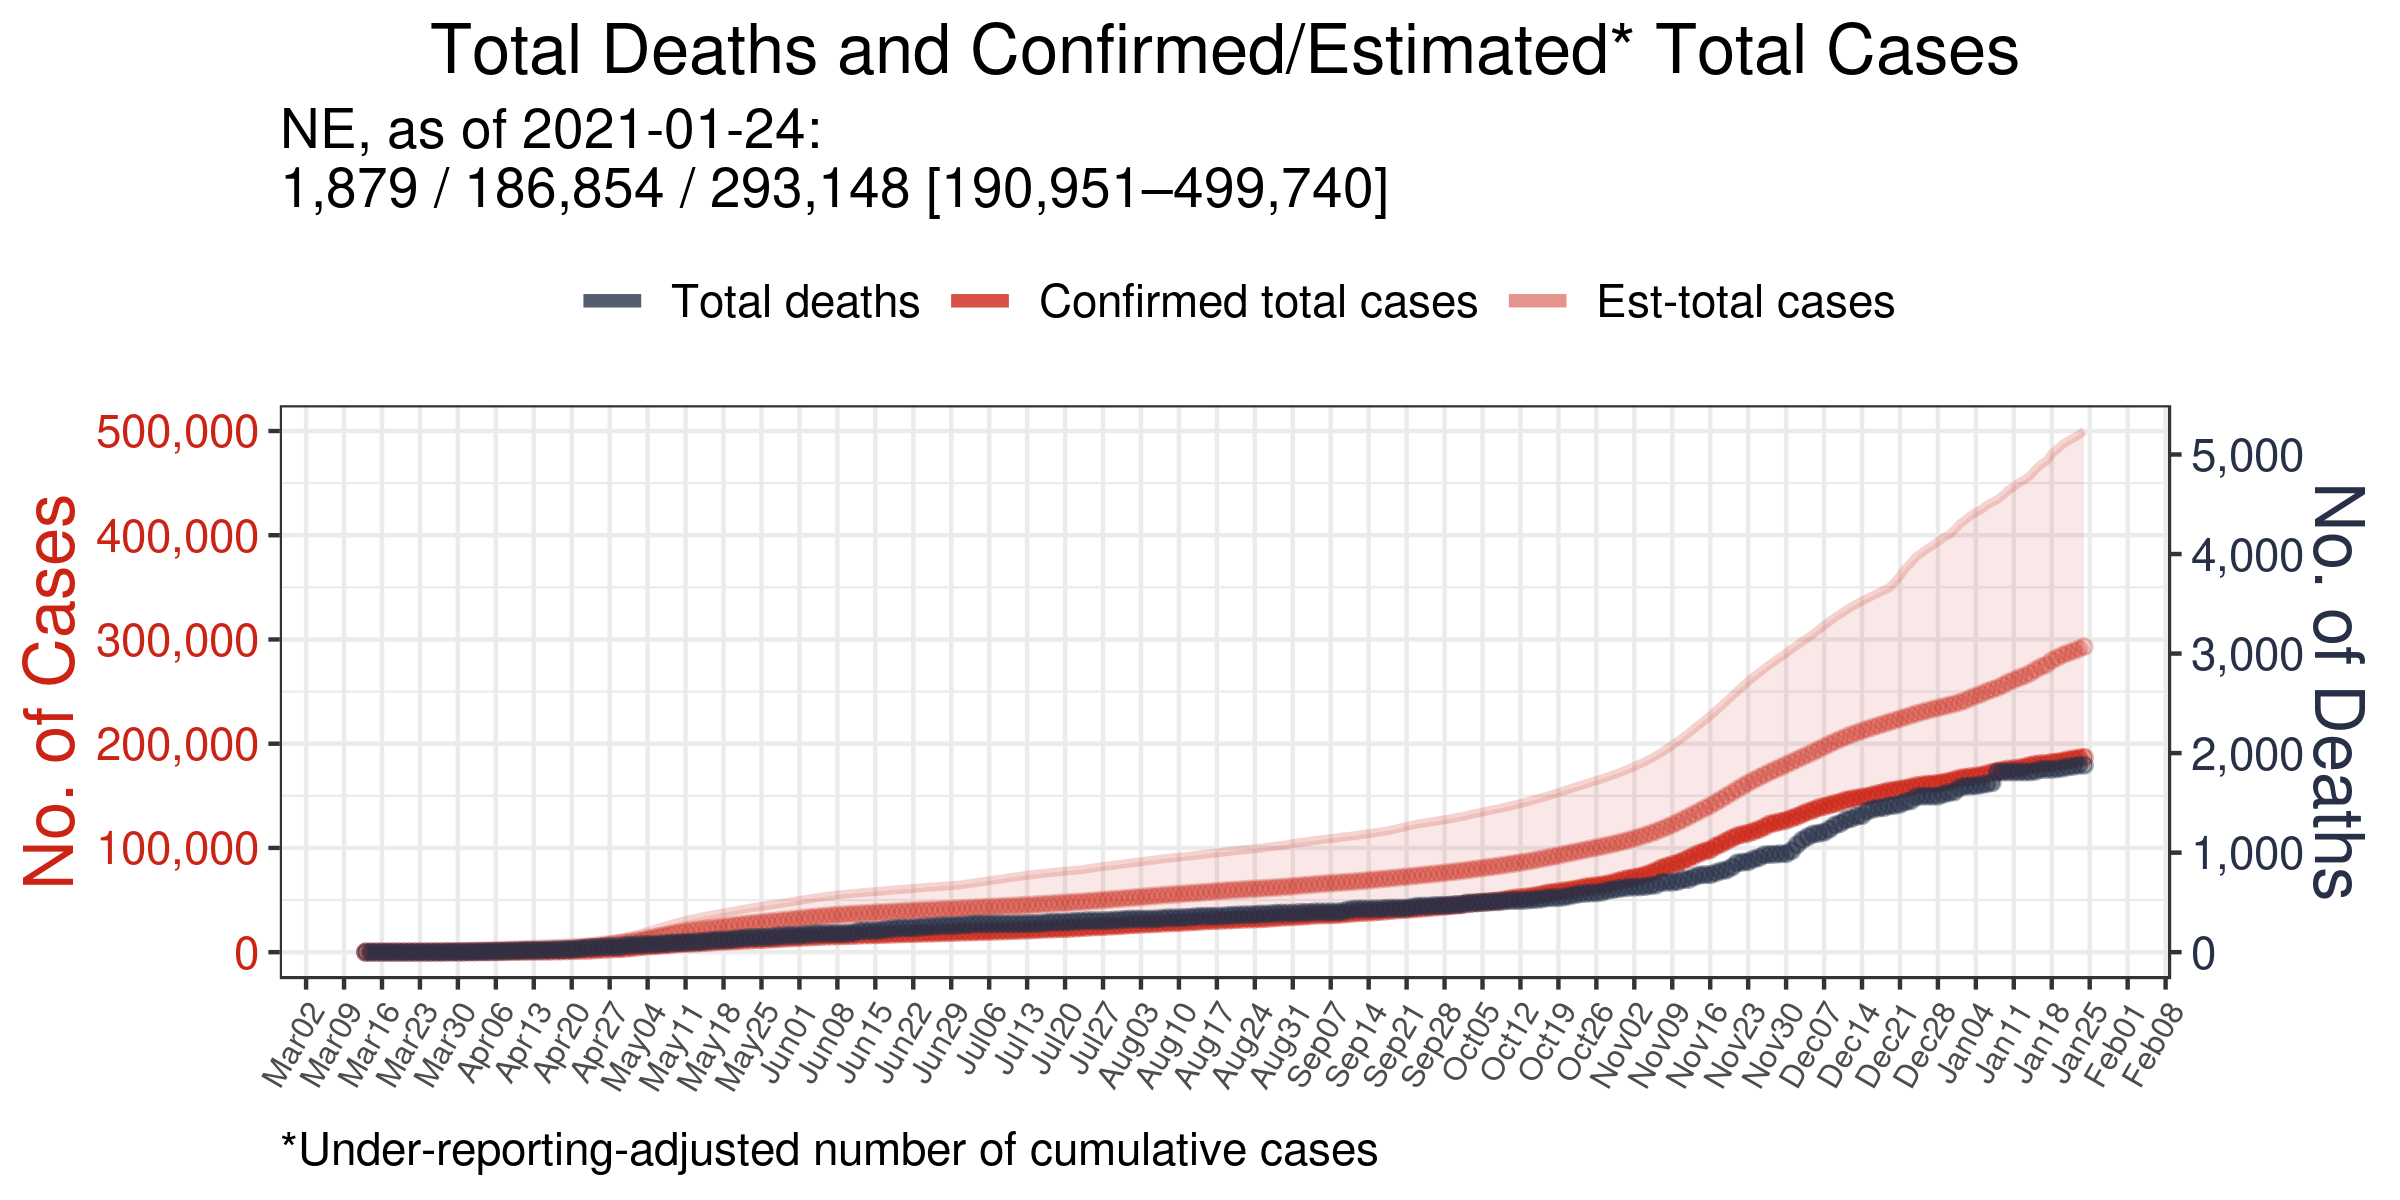 Total Deaths and Confirmed/Estimated* Total Cases
NE, as of 2021-01-24:
1,879 / 186,854 / 293,148 [190,951–499,740]
Total deaths
Confirmed total cases
Est-total cases
No. of Cases
500,000
400,000
300,000
200,000
100,000
0
5,000
4,000
3,000
2,000
1,000
0
No. of Deaths
Mar02
Mar09
Mar16
Mar23
Mar30
Apr06
Apr13
Apr20
Apr27
May04
May11
May18
May25
Jun01
Jun08
Jun15
Jun22
Jun29
Jul06
Jul13
Jul20
Jul27
Aug03
Aug10
Aug17
Aug24
Aug31
Sep07
Sep14
Sep21
Sep28
Oct05
Oct12
Oct19
Oct26
Nov02
Nov09
Nov16
Nov23
Nov30
Dec07
Dec14
Dec21
Dec28
Jan04
Jan11
Jan18
Jan25
Feb01
Feb08
*Under-reporting-adjusted number of cumulative cases